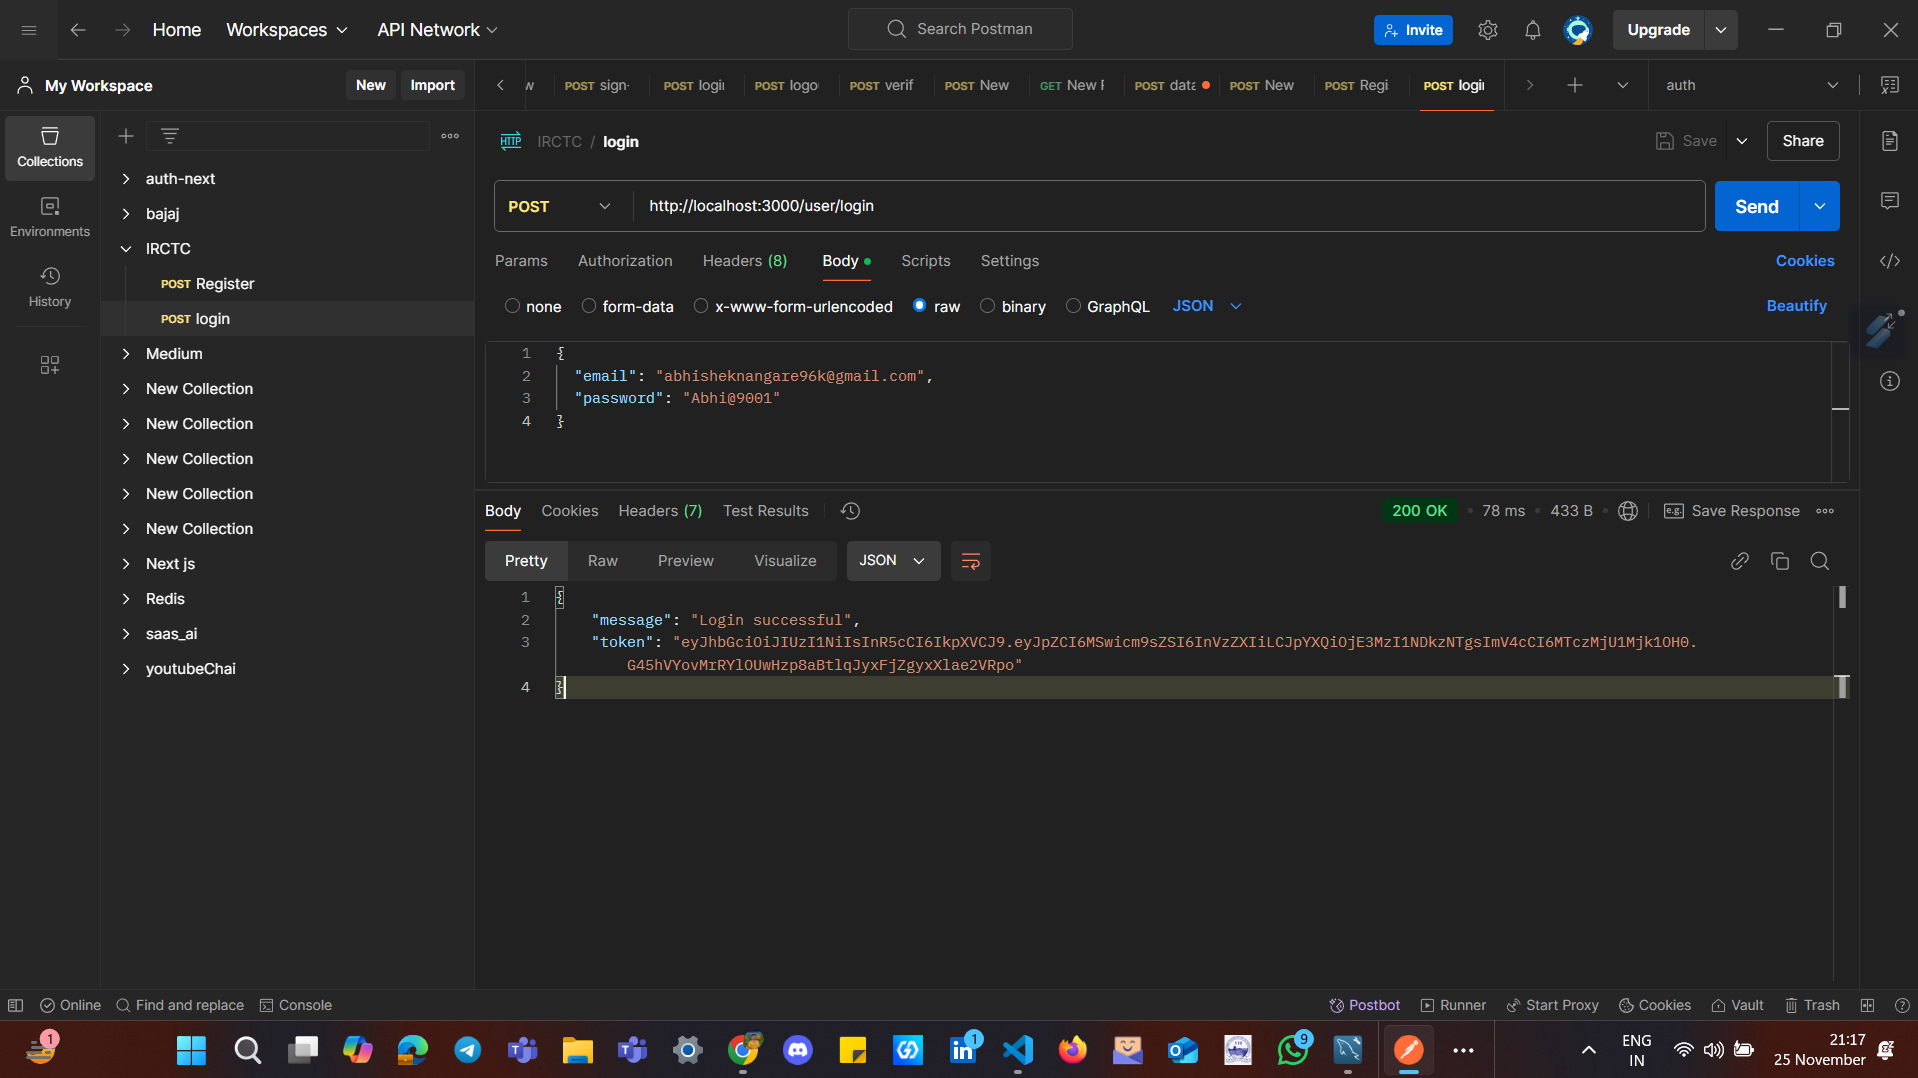 Home Workspaces API Network Search Postman Invite Upgrade
My Workspace New Import
w POST sign- POST login POST logo POST verif POST New GET New F POST data POST New POST Regi POST login auth
Collections
Environments
History
auth-next
bajaj
IRCTC
POST Register
POST login
Medium
New Collection
New Collection
New Collection
New Collection
New Collection
Next js
Redis
saas_ai
youtubeChai
HTTP IRCTC / login Save Share
POST http://localhost:3000/user/login Send
Params Authorization Headers (8) Body Scripts Settings Cookies
none form-data x-www-form-urlencoded raw binary GraphQL JSON Beautify
1 {
2 "email": "abhisheknangare96k@gmail.com",
3 "password": "Abhi@9001"
4 }
Body Cookies Headers (7) Test Results 200 OK 78 ms 433 B e.g. Save Response
Pretty Raw Preview Visualize JSON
1 {
2 "message": "Login successful",
3 "token": "eyJhbGciOiJIUzI1NiIsInR5cCI6IkpXVCJ9.eyJpZCI6MSwicm9sZSI6InVzZXIiLCJpYXQiOjE3MzI1NDkzNTgsImV4cCI6MTczMjU1Mjk1OH0.
G45hVYovMrRYlOUwHzp8aBtlqJyxFjZgyxXlae2VRpo"
4 }
Online Find and replace Console Postbot Runner Start Proxy Cookies Vault Trash
1 1 9 ENG IN 21:17 25 November